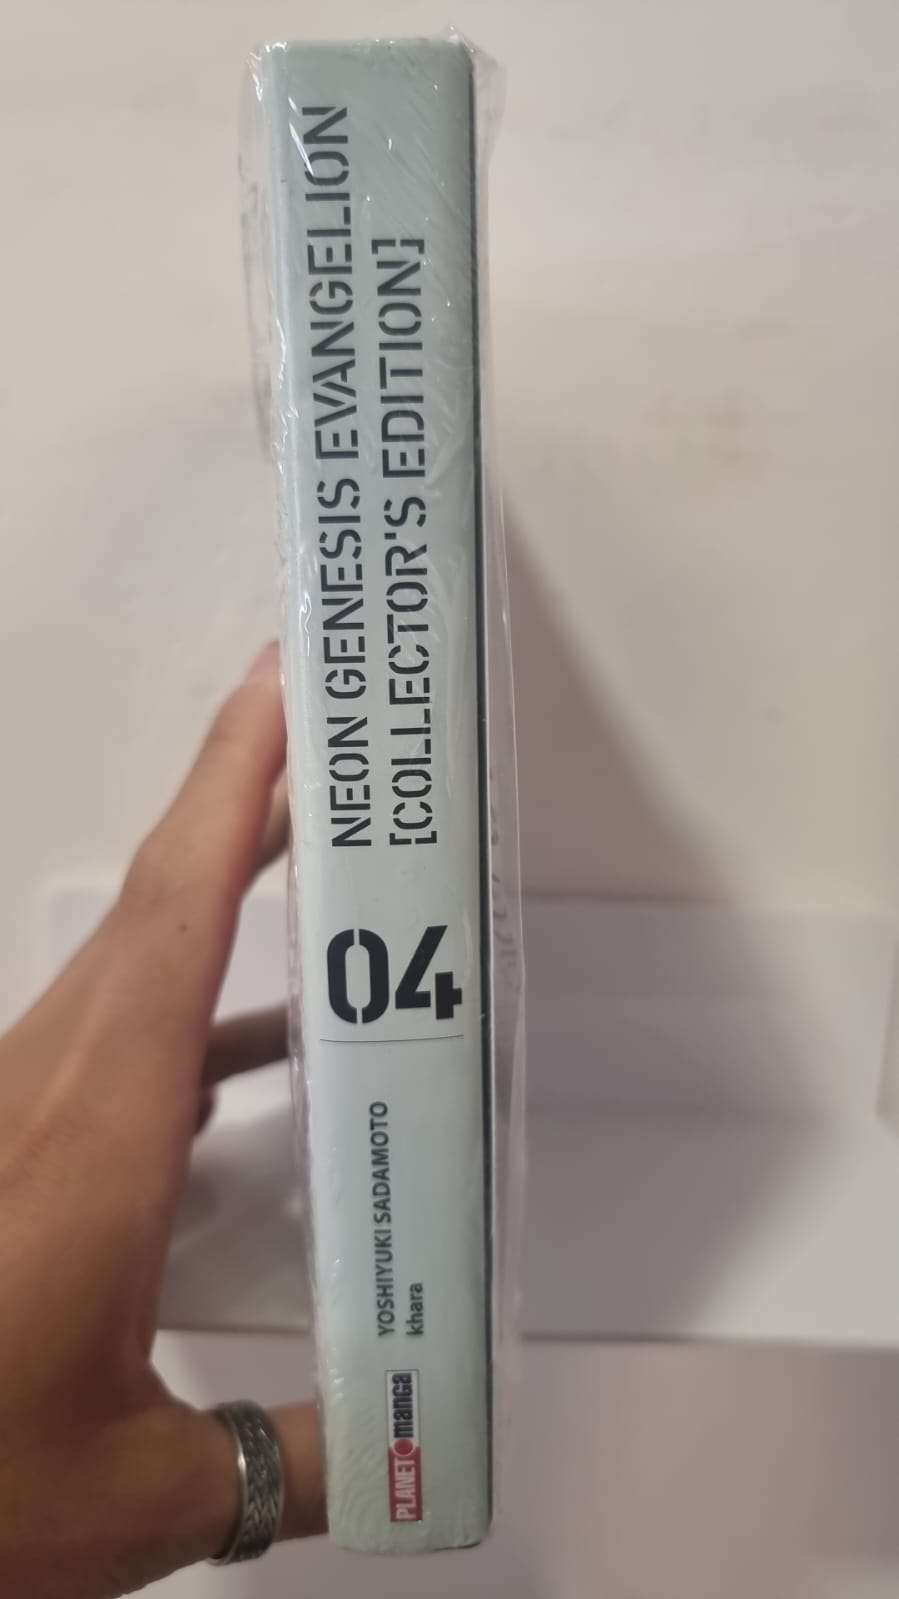 NEON GENESIS EVANGELION
[COLLECTOR'S EDITION]
04
YOSHIYUKI SADAMOTO
khara
PLANET manga